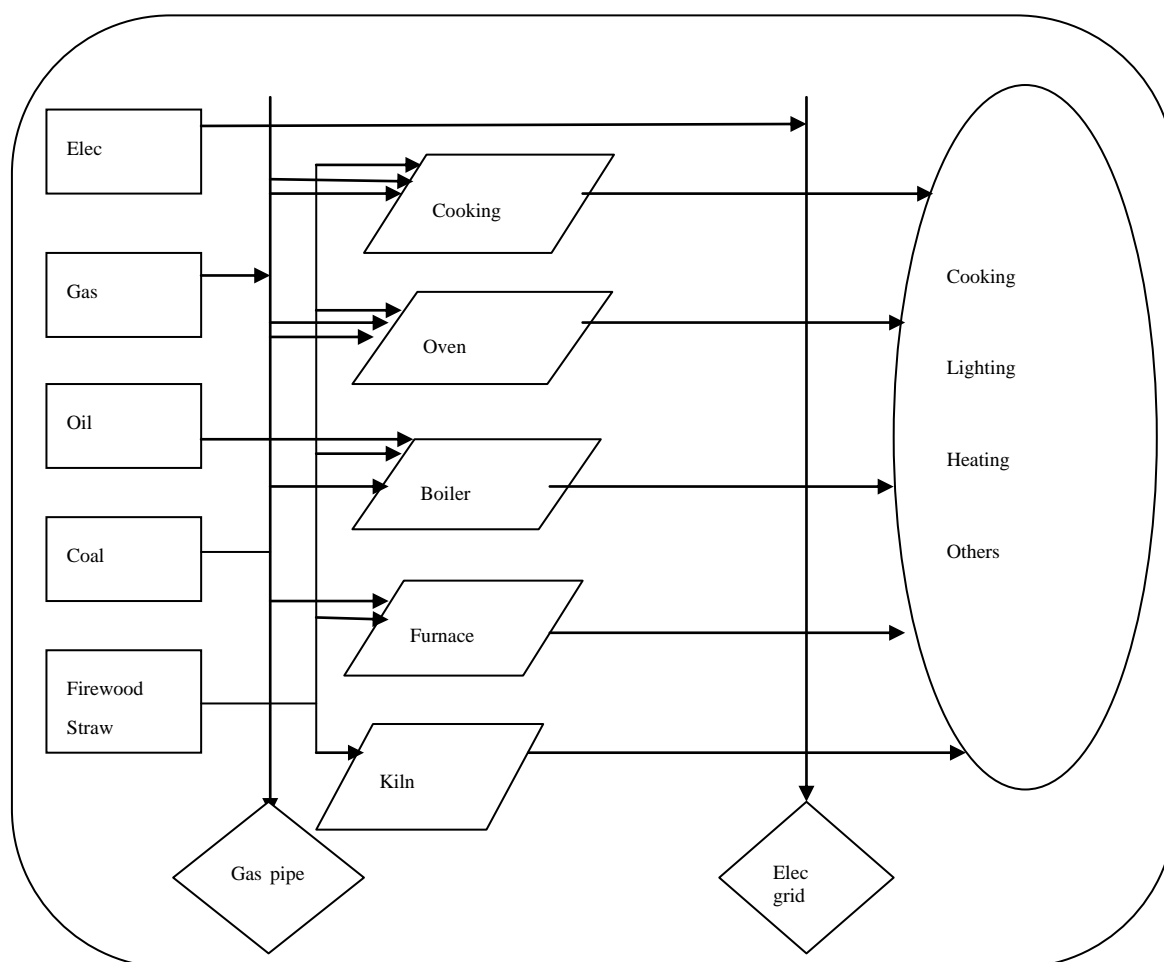 Elec
Gas
Oil
Coal
Firewood
Straw
Cooking
Oven
Boiler
Furnace
Kiln
Cooking
Lighting
Heating
Others
Gas pipe
Elec
grid